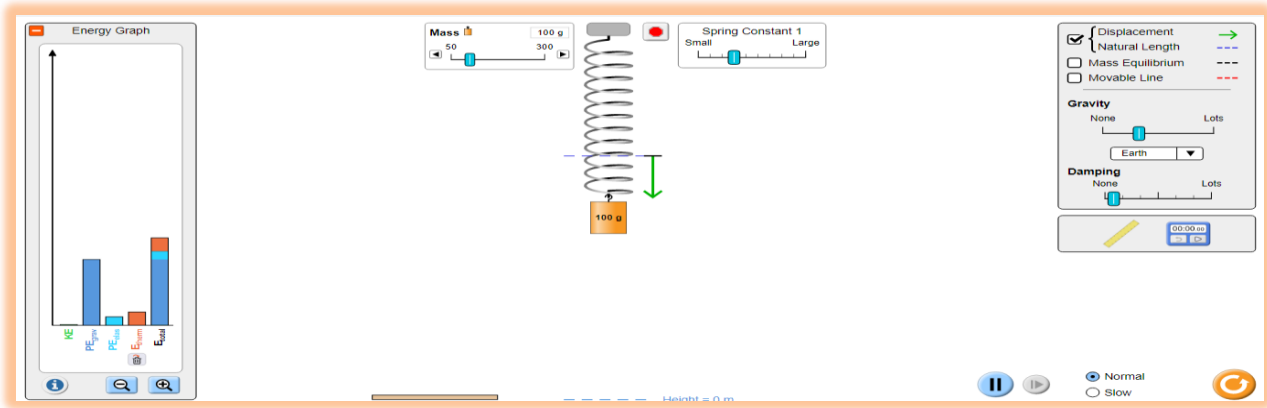 Energy Graph
KE
PEgrav
PEelas
Etherm
Etotal
Mass 100 g
50 300
100 g
Spring Constant 1
Small Large
Displacement
Natural Length
Mass Equilibrium
Movable Line
Gravity
None Lots
Earth
Damping
None Lots
00:00.00
Normal
Slow
Height = 0 m